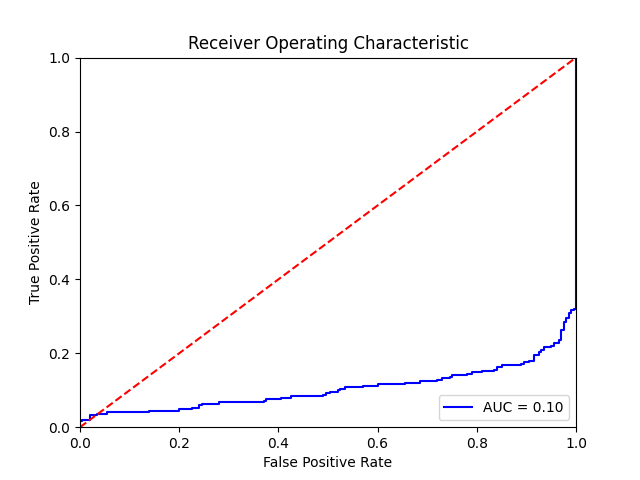 Receiver Operating Characteristic
1.0
0.8
0.6
0.4
0.2
0.0
True Positive Rate
AUC = 0.10
0.0 0.2 0.4 0.6 0.8 1.0
False Positive Rate